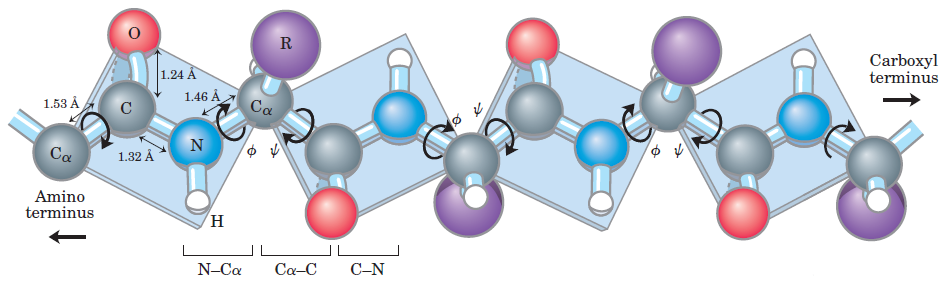 O
R
1.24 Å
Carboxyl
terminus
1.53 Å
C
1.46 Å
Cα
N
Cα
1.32 Å
ϕ ψ
ϕ ψ
ϕ ψ
Amino
terminus
H
N–Cα
Cα–C
C–N